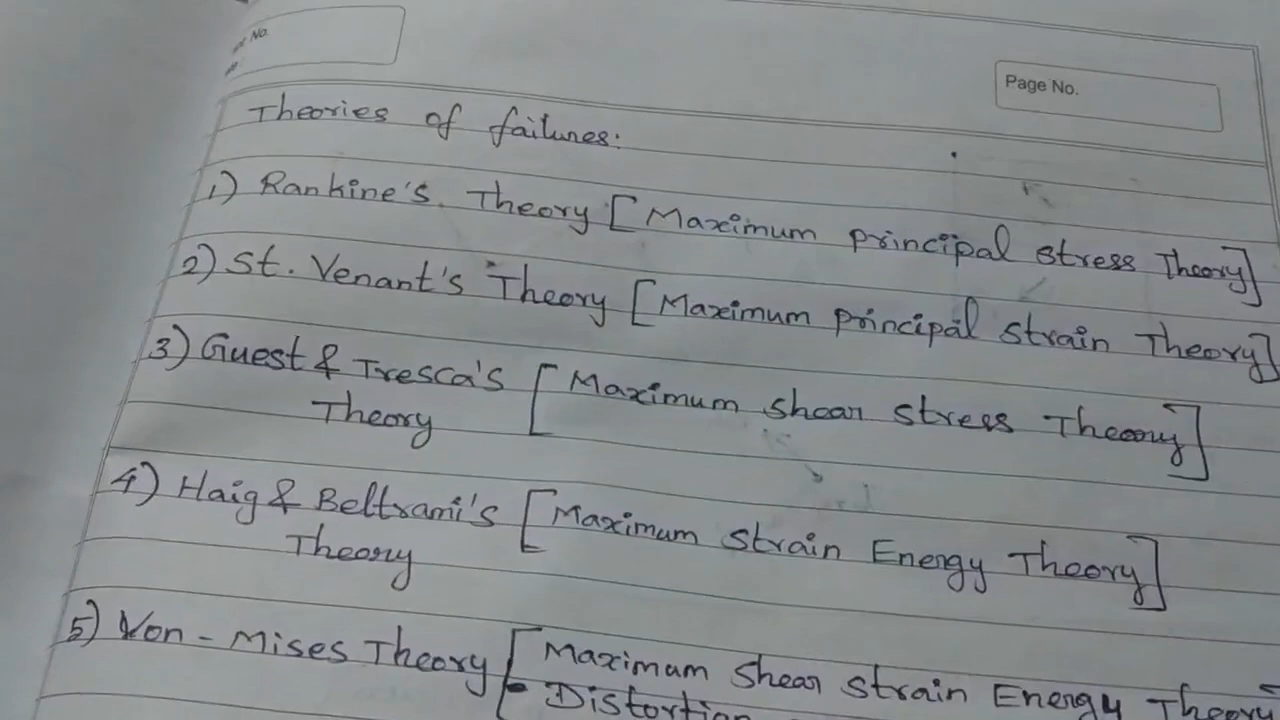 Page No.
Theories of failures:
1) Rankine's. Theory [Maximum principal stress Theory]
2) St. Venant's Theory [Maximum principal strain Theory]
3) Guest & Tresca's [Maximum shear stress Theory]
Theory
4) Haig & Beltrami's [Maximum strain Energy Theory]
Theory
5) Von - Mises Theory [Maximum shear strain Energy Theory
Distortion